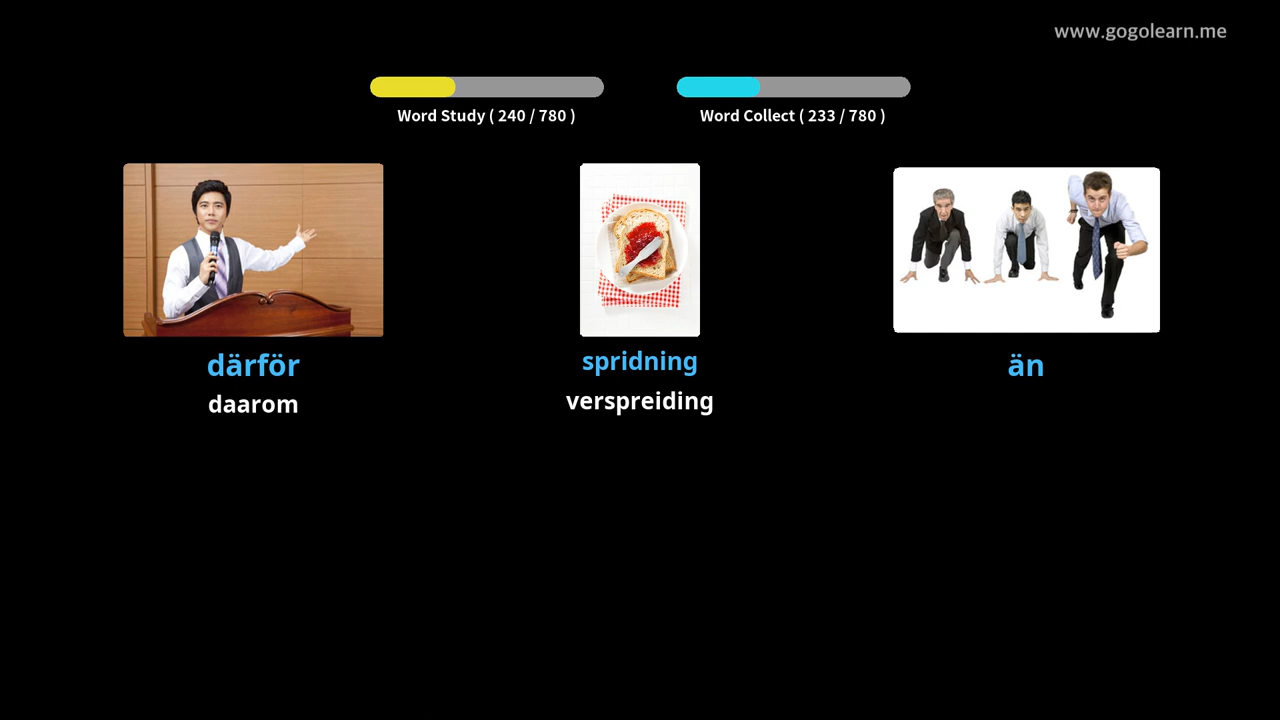 www.gogolearn.me
Word Study ( 240 / 780 )
Word Collect ( 233 / 780 )
därför
daarom
spridning
verspreiding
än